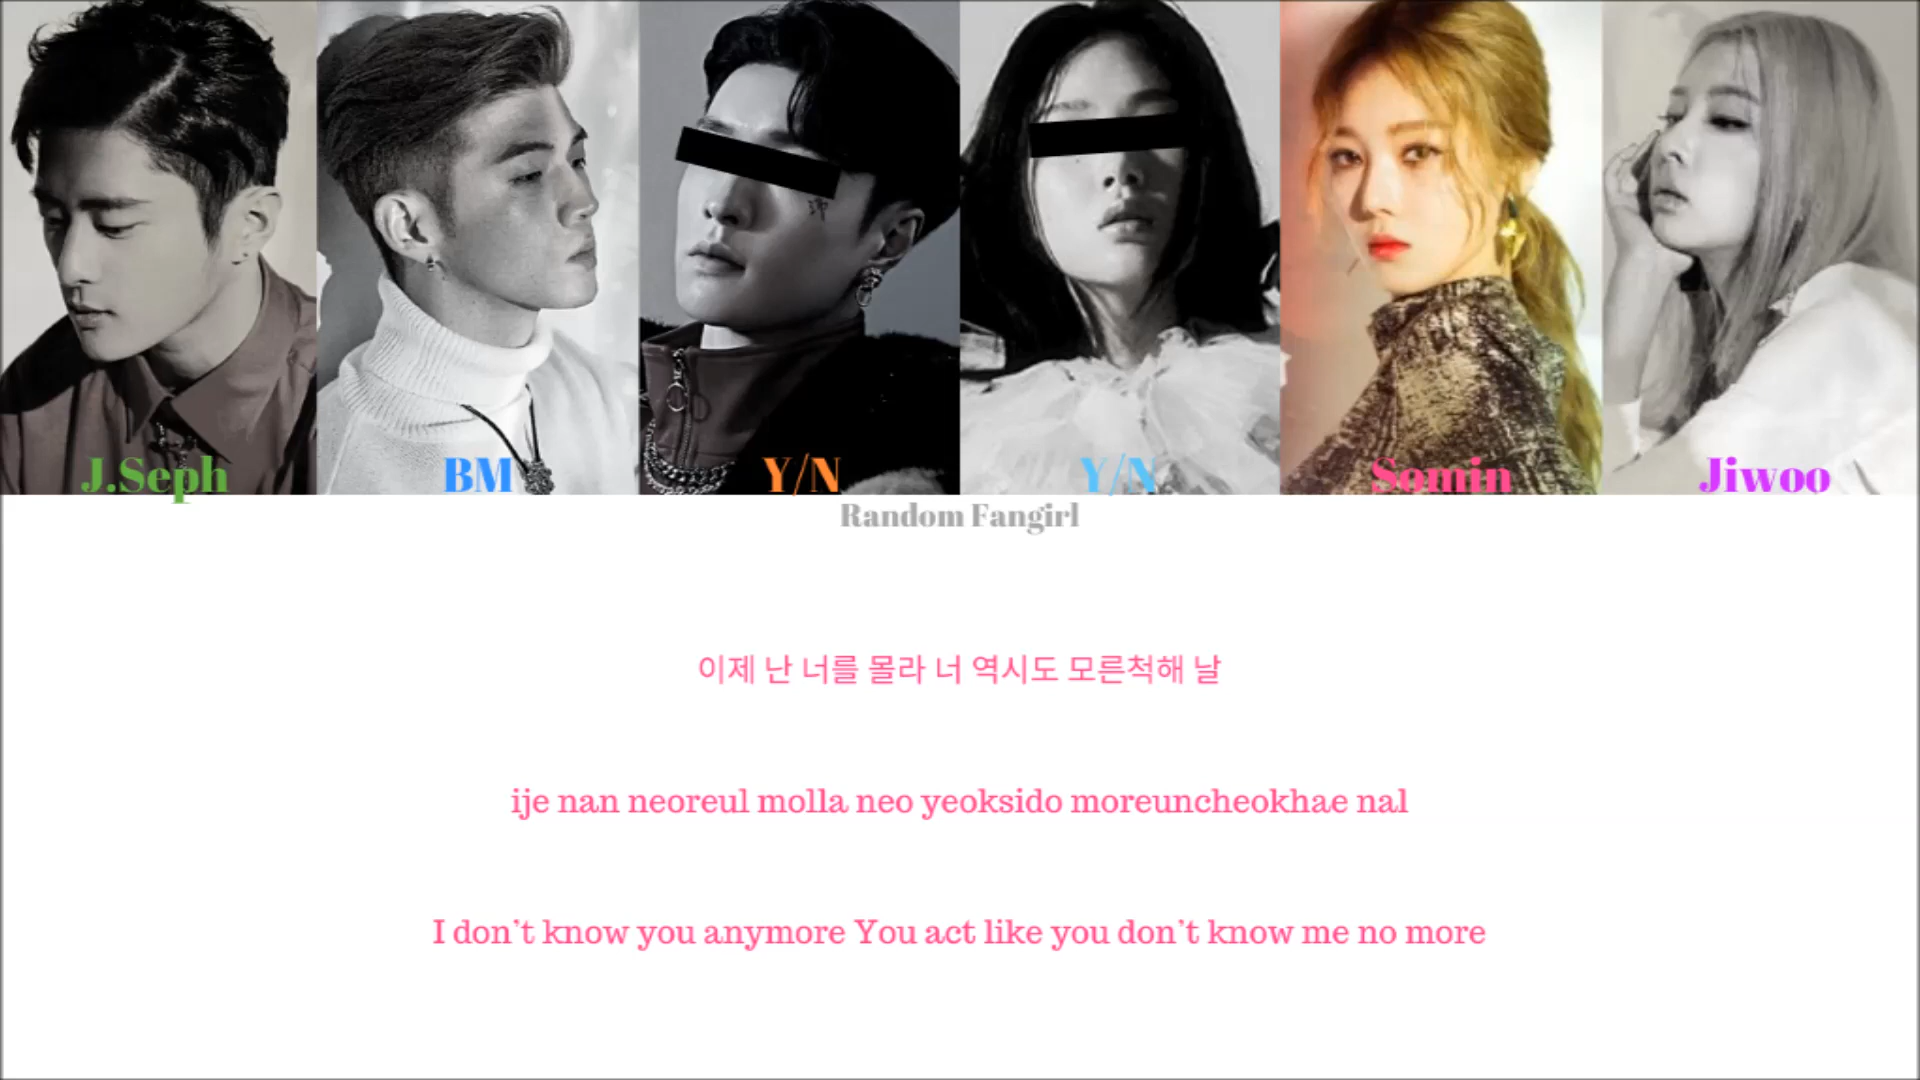 J.Seph
BM
Y/N
Y/N
Somin
Jiwoo
Random Fangirl
이제 난 너를 몰라 너 역시도 모른척해 날
ije nan neoreul molla neo yeoksido moreuncheokhae nal
I don’t know you anymore You act like you don’t know me no more